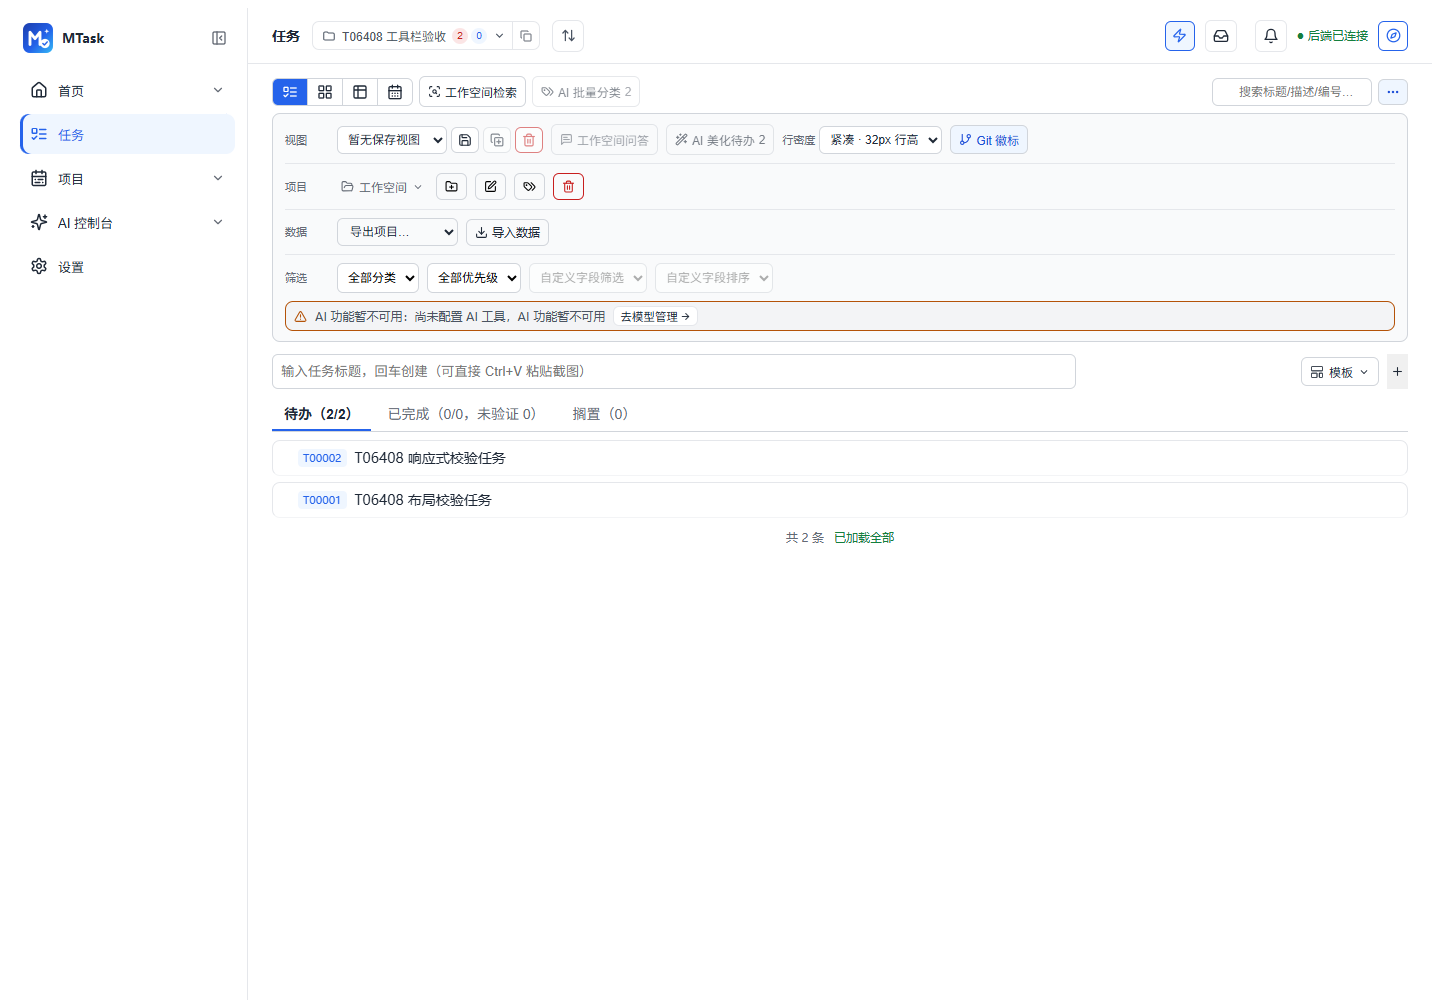 MTask
首页
任务
项目
AI 控制台
设置
任务 T06408 工具栏验收 2 0 后端已连接
工作空间检索 AI 批量分类 2 搜索标题/描述/编号...
视图 暂无保存视图 工作空间问答 AI 美化待办 2 行密度 紧凑 · 32px 行高 Git 徽标
项目 工作空间
数据 导出项目... 导入数据
筛选 全部分类 全部优先级 自定义字段筛选 自定义字段排序
AI 功能暂不可用：尚未配置 AI 工具，AI 功能暂不可用 去模型管理 →
输入任务标题，回车创建（可直接 Ctrl+V 粘贴截图） 模板 +
待办（2/2） 已完成（0/0，未验证 0） 搁置（0）
T00002 T06408 响应式校验任务
T00001 T06408 布局校验任务
共 2 条 已加载全部